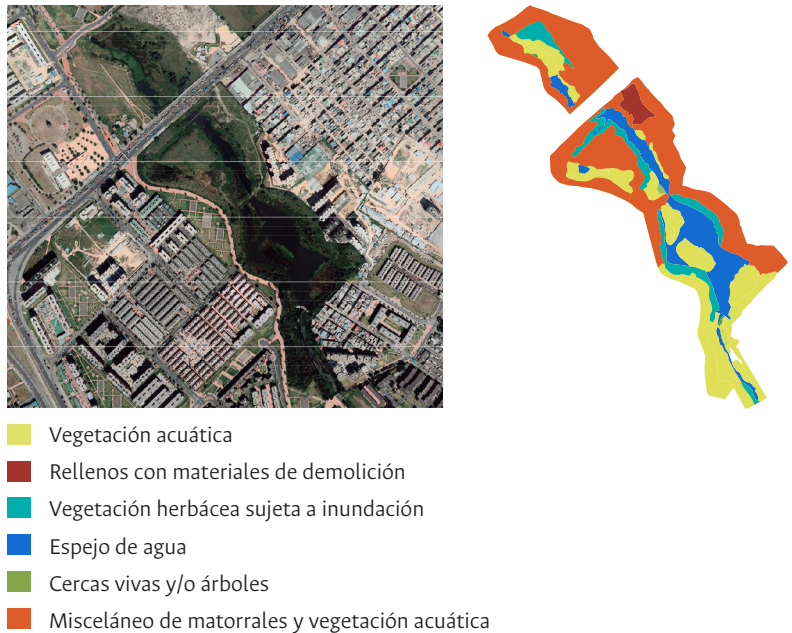 Vegetación acuática
Rellenos con materiales de demolición
Vegetación herbácea sujeta a inundación
Espejo de agua
Cercas vivas y/o árboles
Misceláneo de matorrales y vegetación acuática